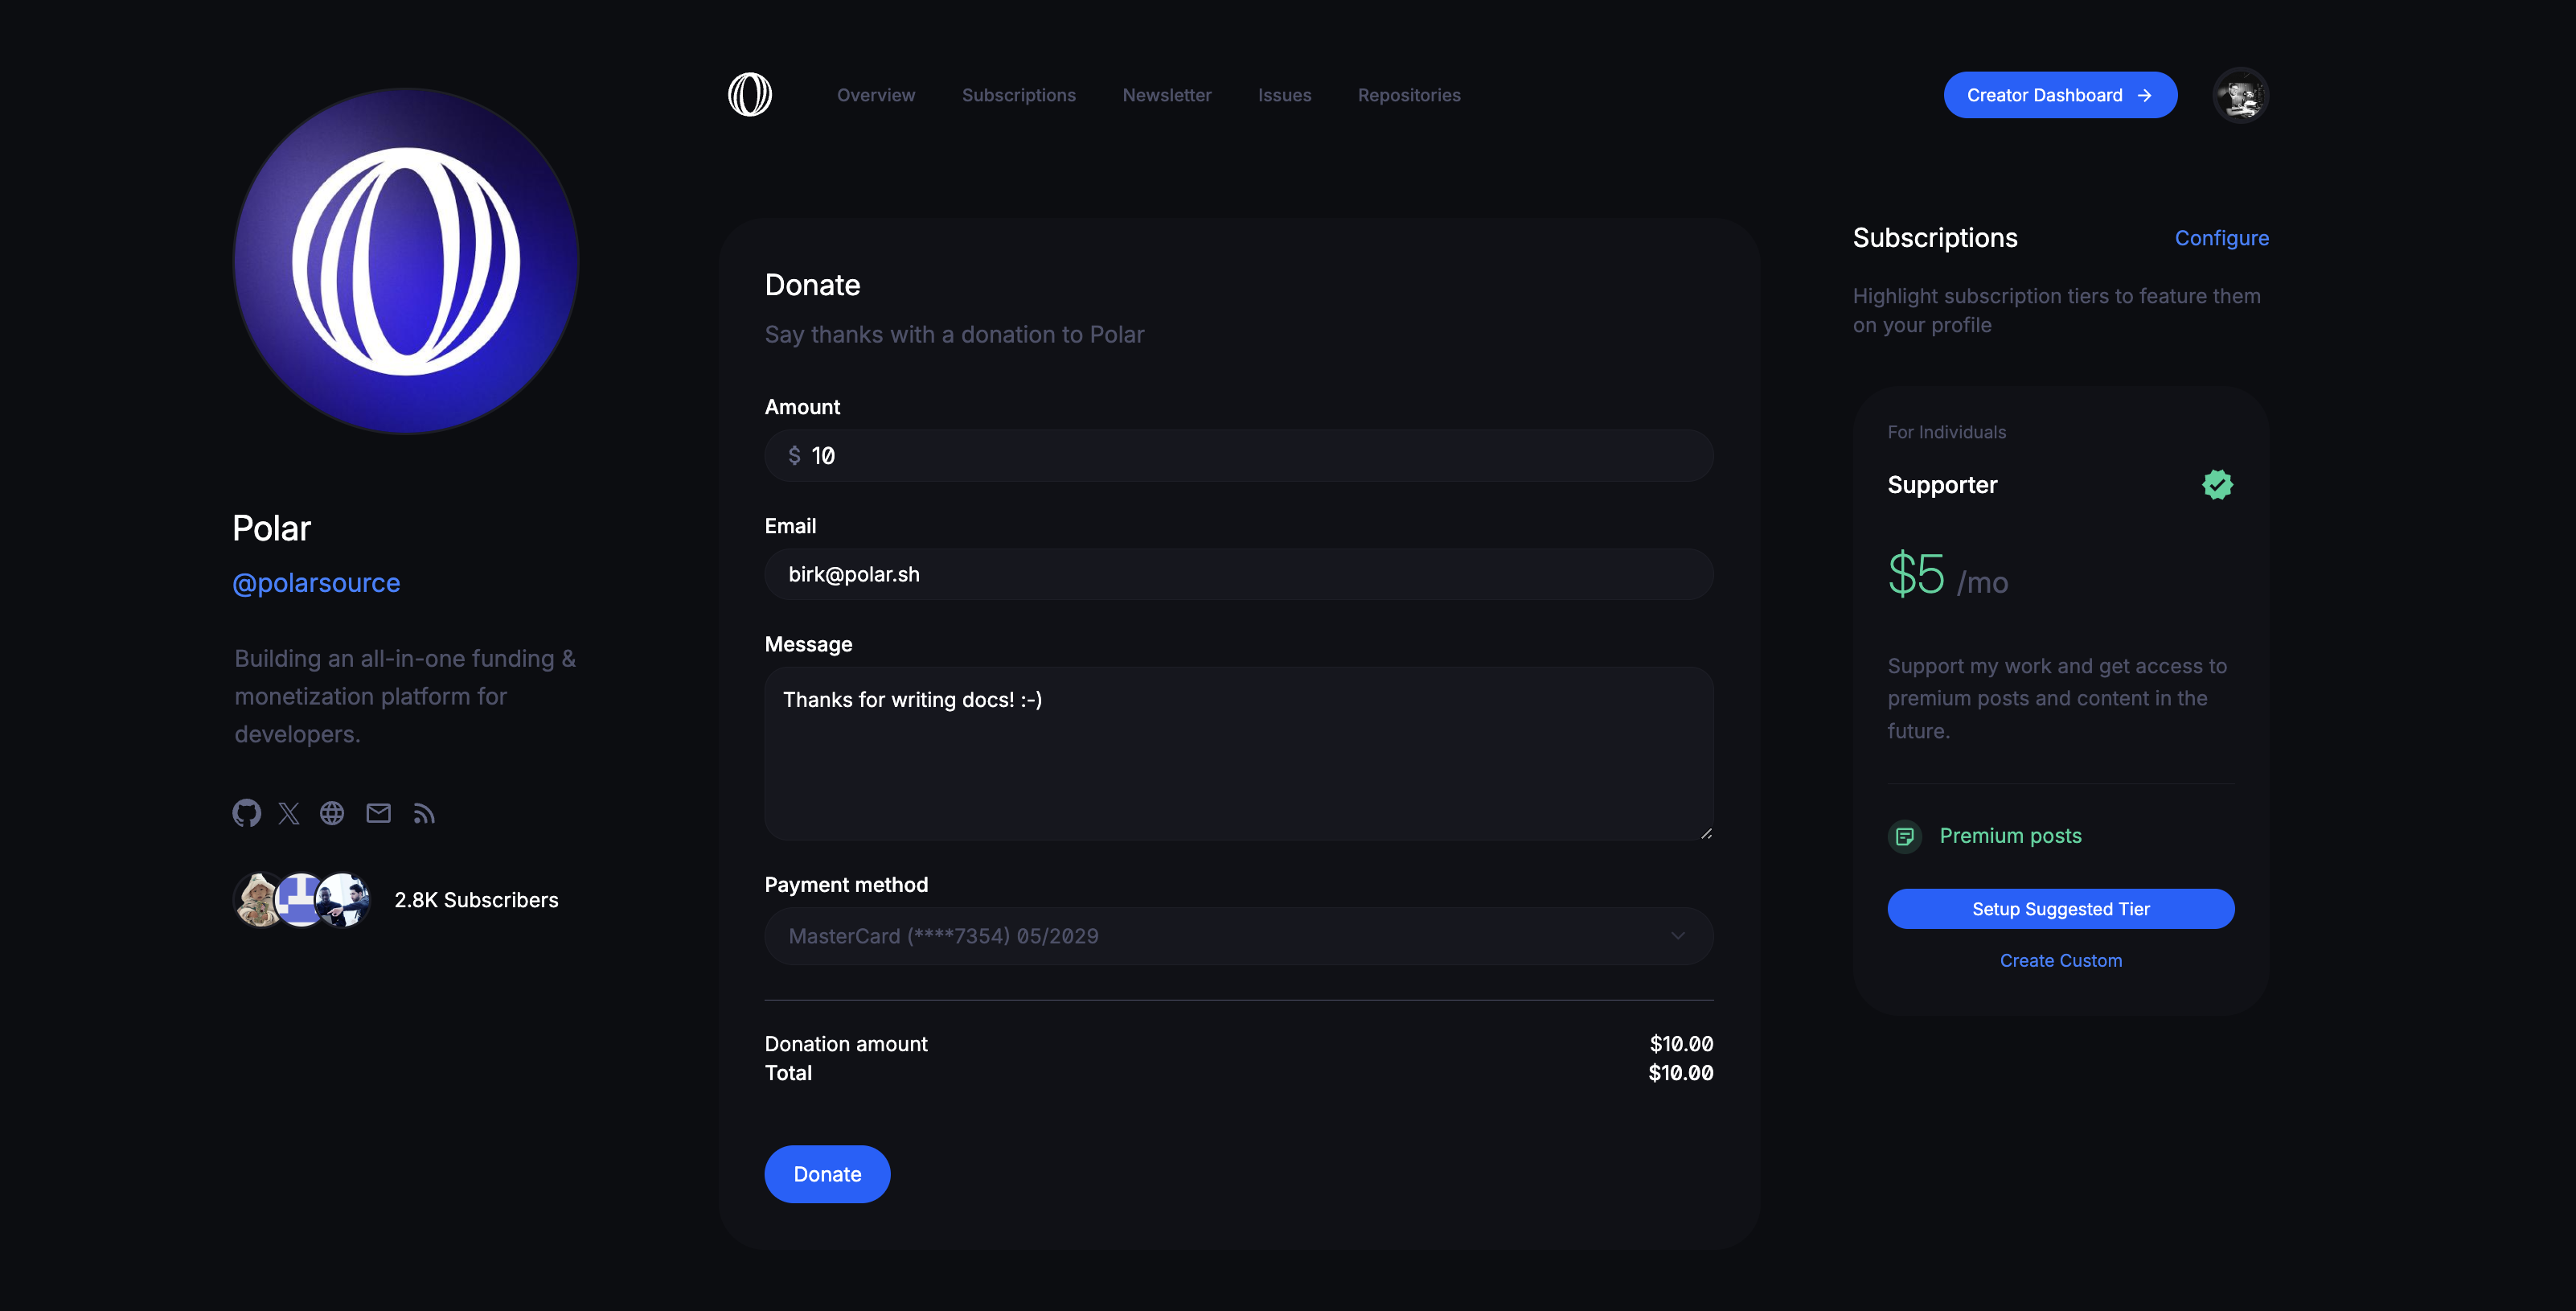 Overview Subscriptions Newsletter Issues Repositories
Creator Dashboard
Polar
@polarsource
Building an all-in-one funding &
monetization platform for
developers.
2.8K Subscribers
Donate
Say thanks with a donation to Polar
Amount
$ 10
Email
birk@polar.sh
Message
Thanks for writing docs! :-)
Payment method
MasterCard (****7354) 05/2029
Donation amount $10.00
Total $10.00
Donate
Subscriptions Configure
Highlight subscription tiers to feature them
on your profile
For Individuals
Supporter
$5 /mo
Support my work and get access to
premium posts and content in the
future.
Premium posts
Setup Suggested Tier
Create Custom